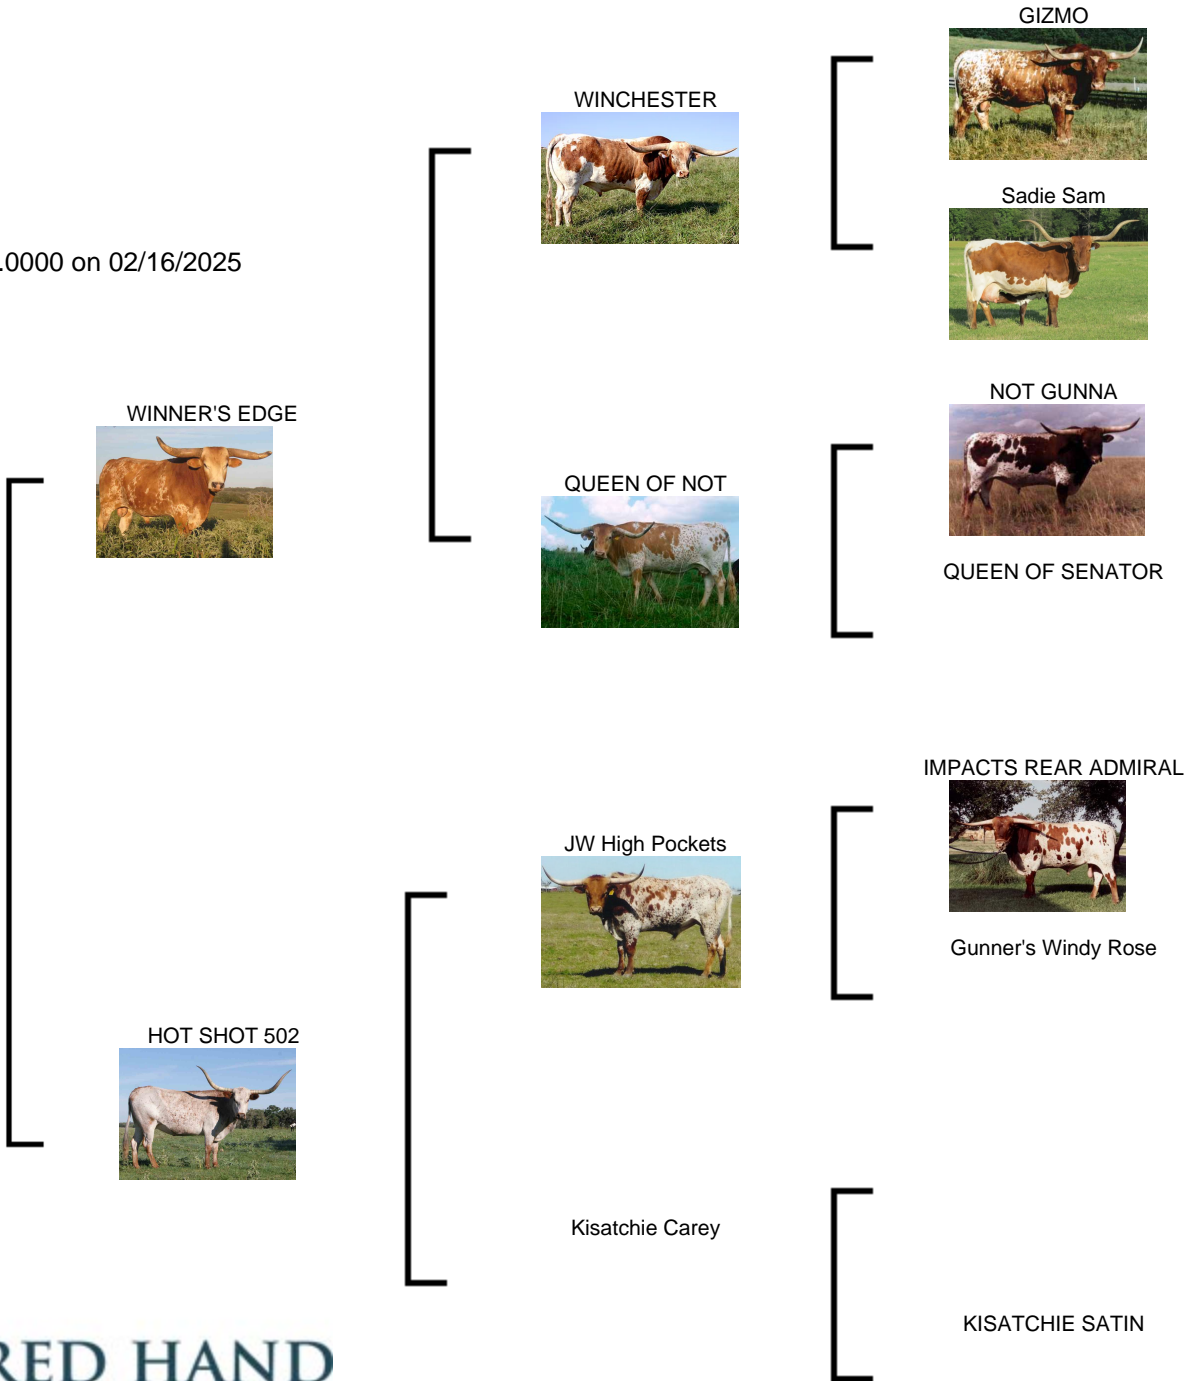 GIZMO
WINCHESTER
Sadie Sam
.0000 on 02/16/2025
NOT GUNNA
WINNER'S EDGE
QUEEN OF NOT
QUEEN OF SENATOR
IMPACTS REAR ADMIRAL
JW High Pockets
Gunner's Windy Rose
HOT SHOT 502
Kisatchie Carey
KISATCHIE SATIN
RED HAND